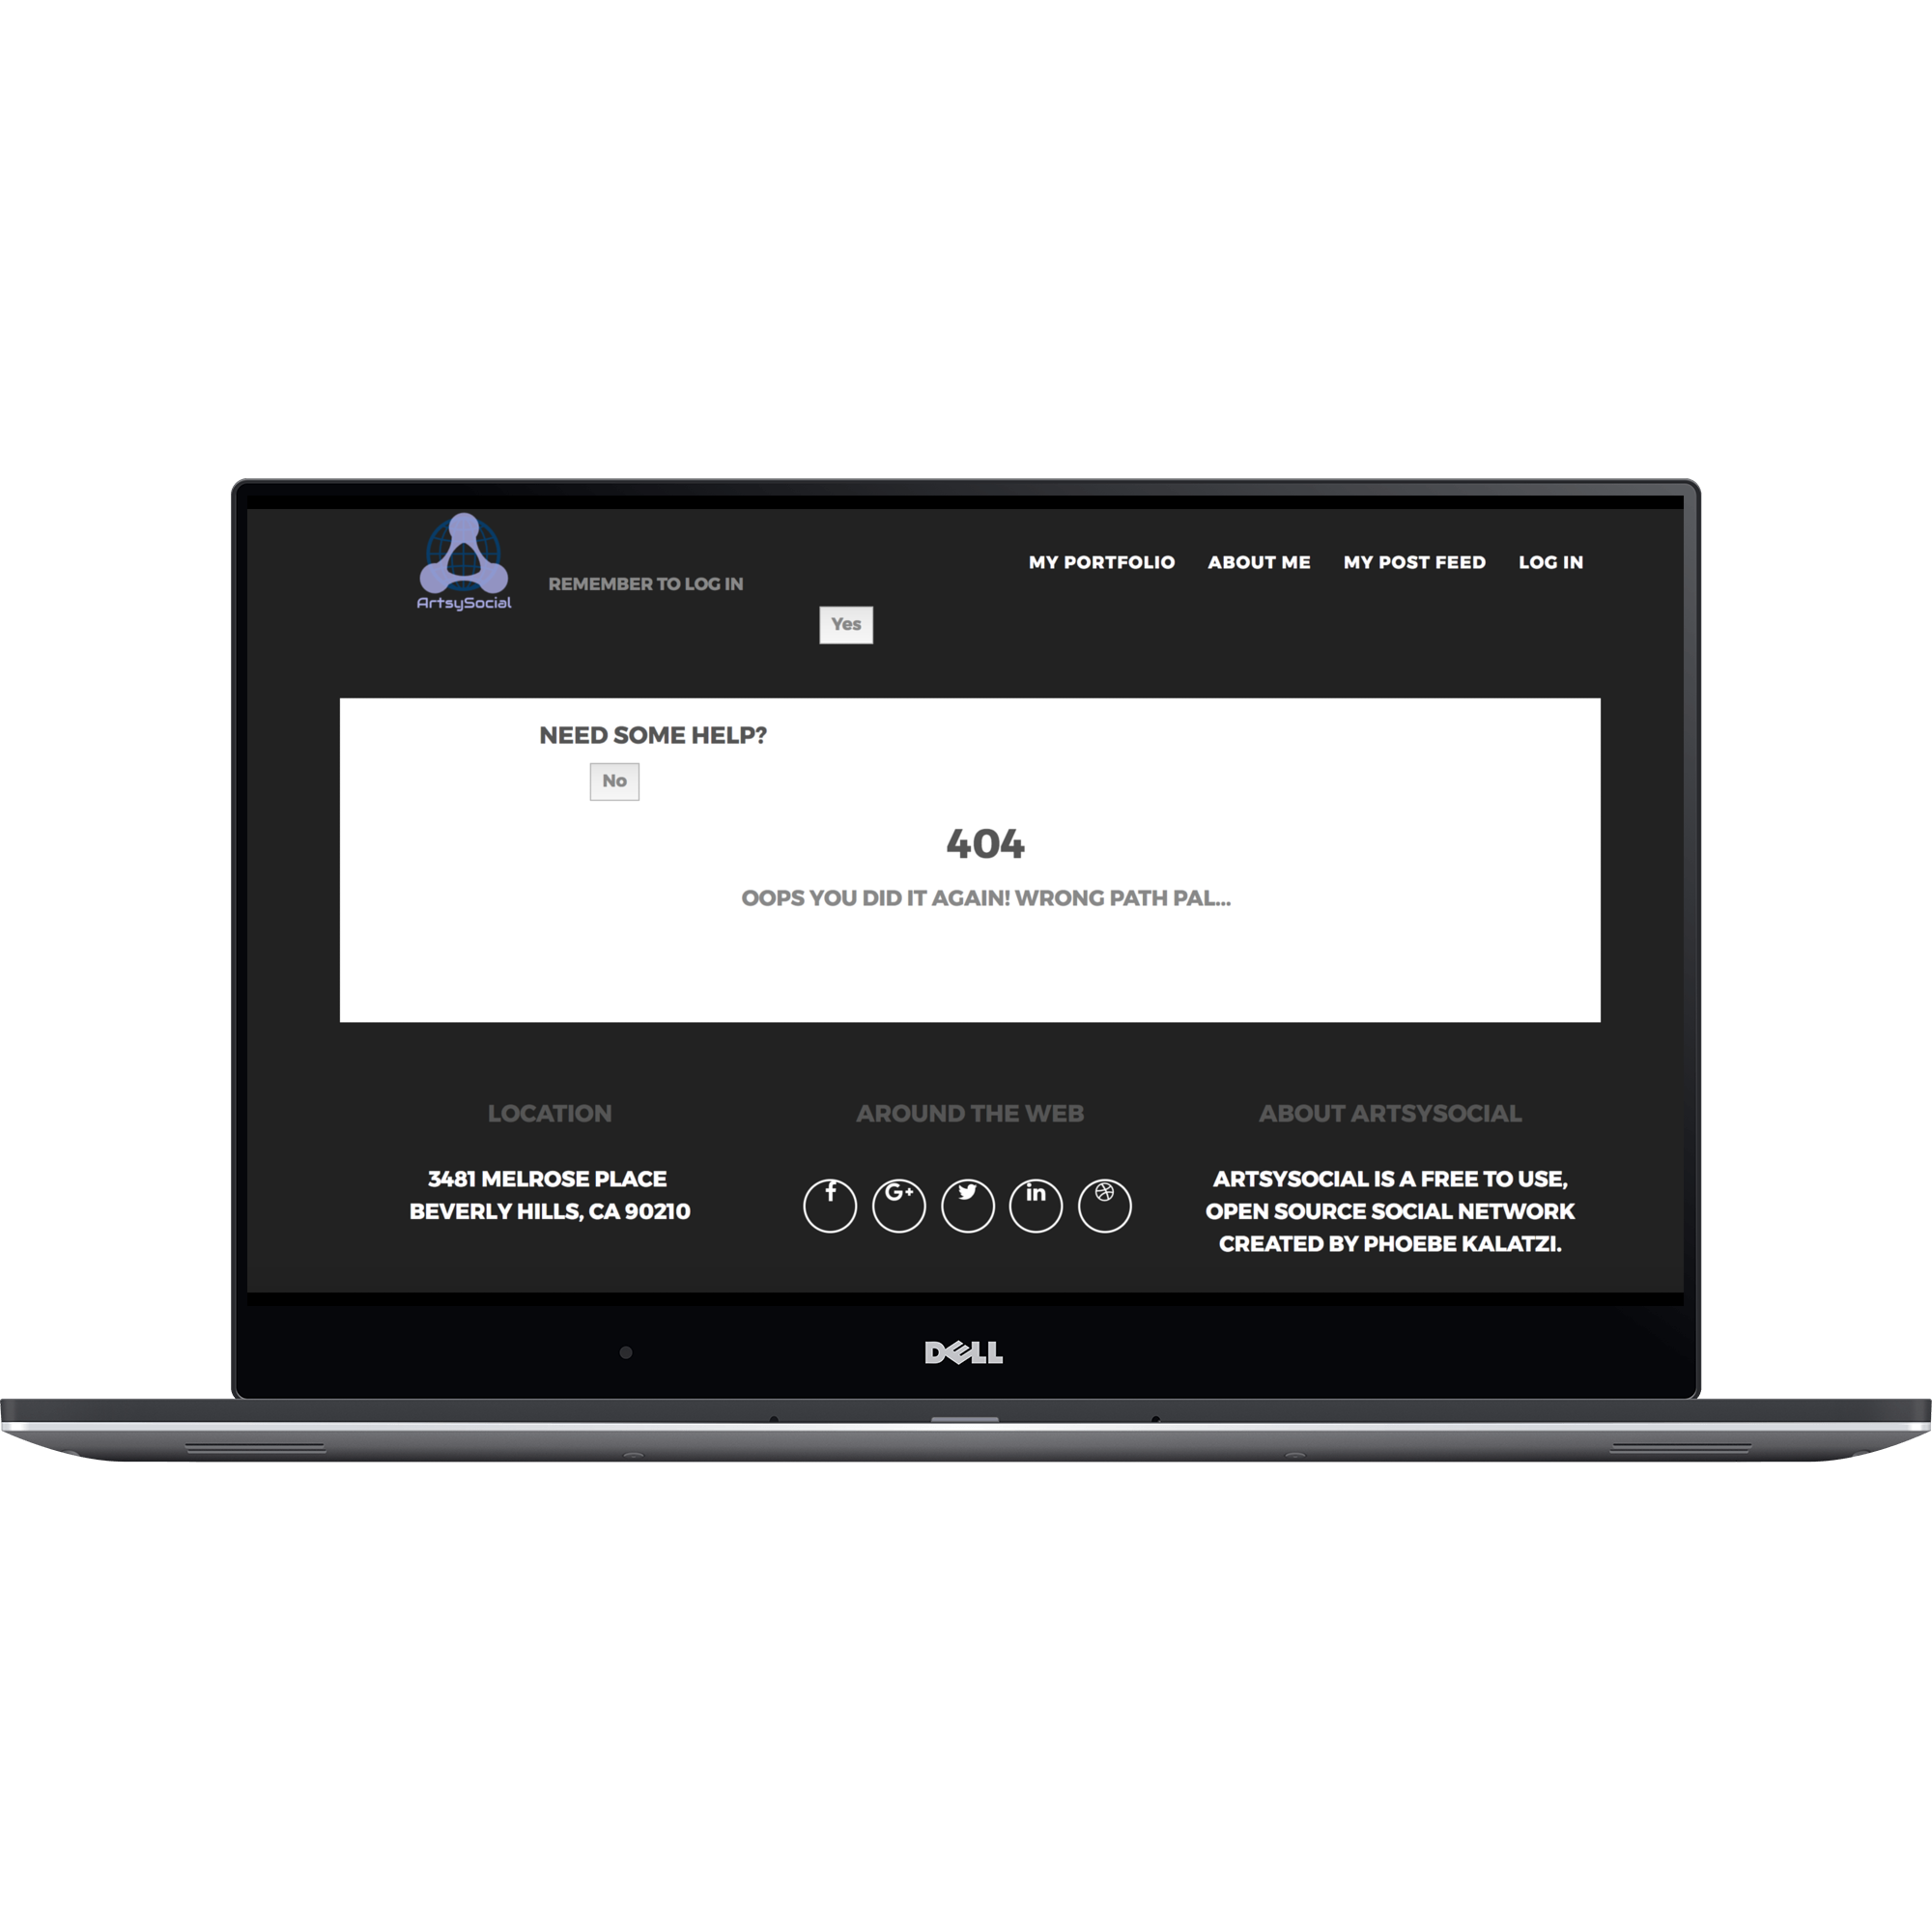 MY PORTFOLIO ABOUT ME MY POST FEED LOG IN
REMEMBER TO LOG IN
ArtsySocial
Yes
NEED SOME HELP?
No
404
OOPS YOU DID IT AGAIN! WRONG PATH PAL...
LOCATION
3481 MELROSE PLACE
BEVERLY HILLS, CA 90210
AROUND THE WEB
f G+ in
ABOUT ARTSYSOCIAL
ARTSYSOCIAL IS A FREE TO USE,
OPEN SOURCE SOCIAL NETWORK
CREATED BY PHOEBE KALATZI.
DELL